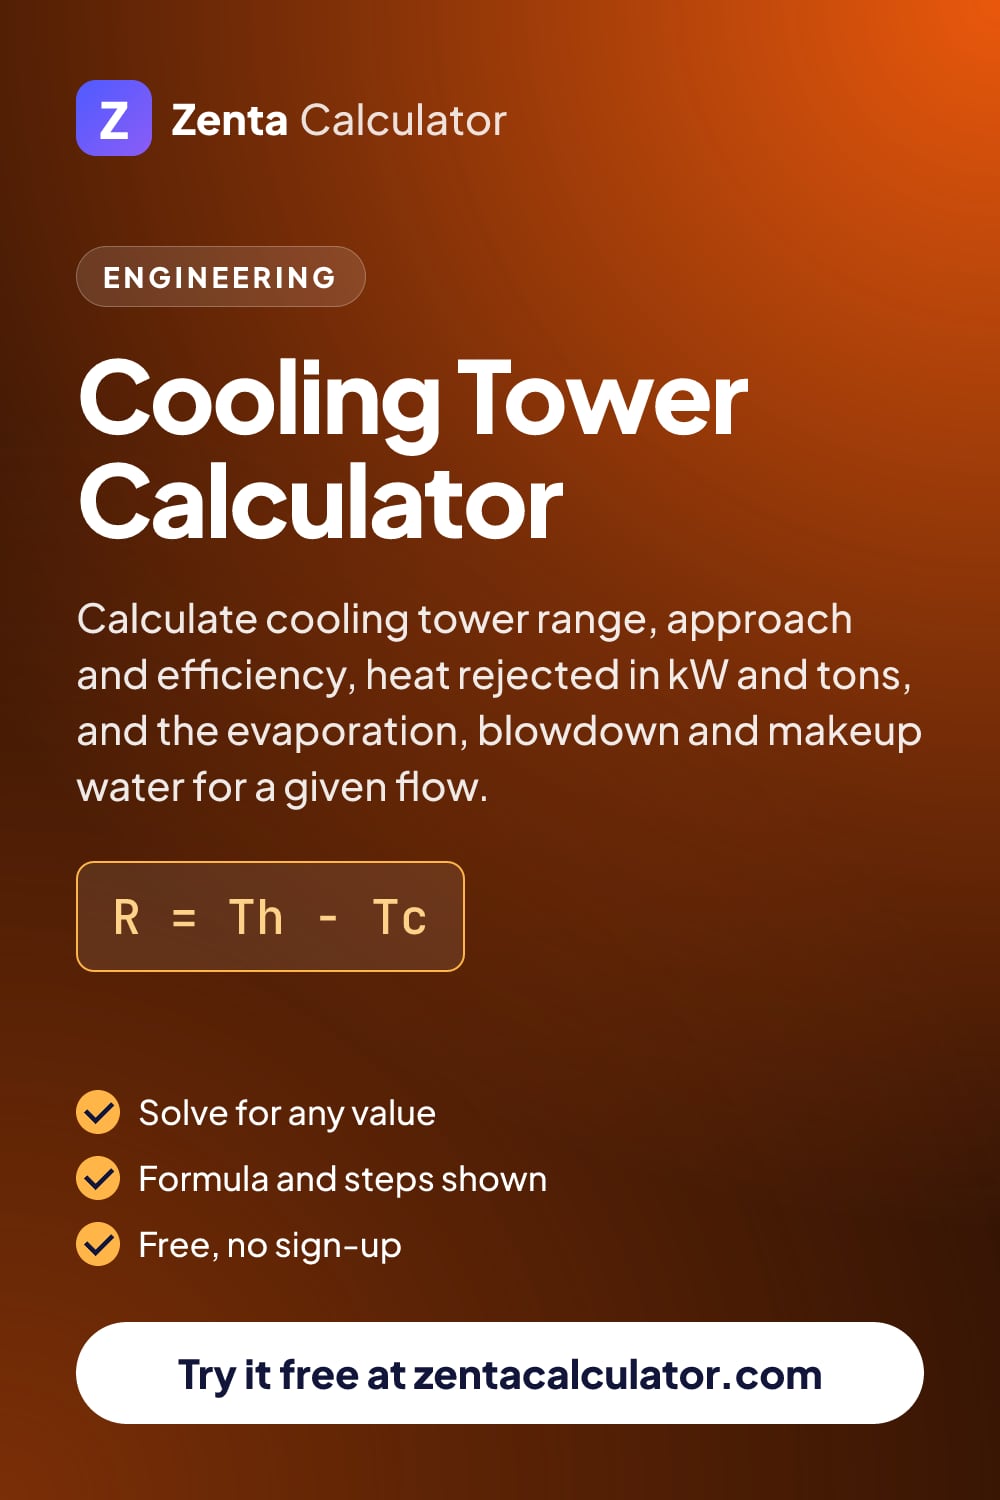 Z Zenta Calculator
ENGINEERING
Cooling Tower
Calculator
Calculate cooling tower range, approach
and efficiency, heat rejected in kW and tons,
and the evaporation, blowdown and makeup
water for a given flow.
R = Th - Tc
Solve for any value
Formula and steps shown
Free, no sign-up
Try it free at zentacalculator.com